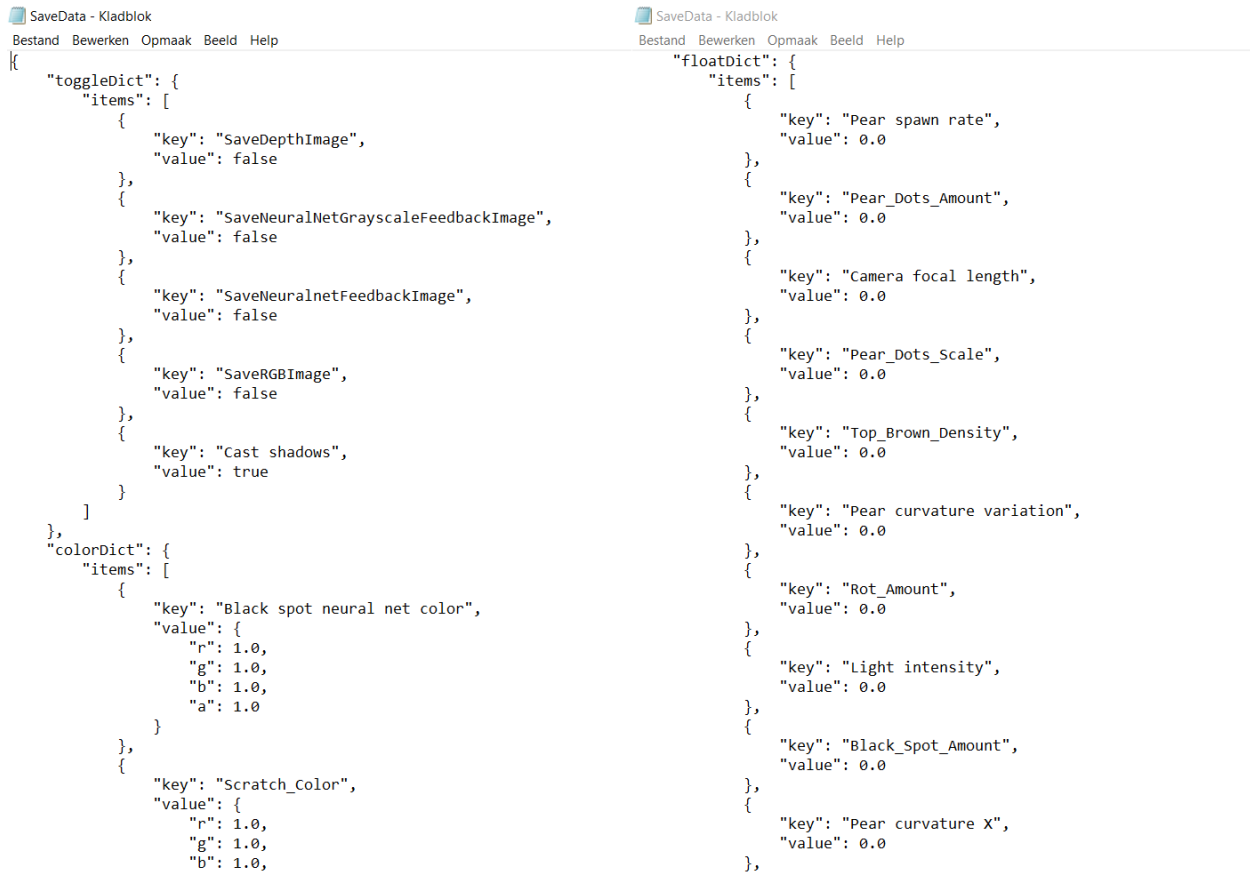 SaveData - Kladblok
Bestand Bewerken Opmaak Beeld Help
{
    "toggleDict": {
        "items": [
            {
                "key": "SaveDepthImage",
                "value": false
            },
            {
                "key": "SaveNeuralNetGrayscaleFeedbackImage",
                "value": false
            },
            {
                "key": "SaveNeuralnetFeedbackImage",
                "value": false
            },
            {
                "key": "SaveRGBImage",
                "value": false
            },
            {
                "key": "Cast shadows",
                "value": true
            }
        ]
    },
    "colorDict": {
        "items": [
            {
                "key": "Black spot neural net color",
                "value": {
                    "r": 1.0,
                    "g": 1.0,
                    "b": 1.0,
                    "a": 1.0
                }
            },
            {
                "key": "Scratch_Color",
                "value": {
                    "r": 1.0,
                    "g": 1.0,
                    "b": 1.0,
SaveData - Kladblok
Bestand Bewerken Opmaak Beeld Help
    "floatDict": {
        "items": [
            {
                "key": "Pear spawn rate",
                "value": 0.0
            },
            {
                "key": "Pear_Dots_Amount",
                "value": 0.0
            },
            {
                "key": "Camera focal length",
                "value": 0.0
            },
            {
                "key": "Pear_Dots_Scale",
                "value": 0.0
            },
            {
                "key": "Top_Brown_Density",
                "value": 0.0
            },
            {
                "key": "Pear curvature variation",
                "value": 0.0
            },
            {
                "key": "Rot_Amount",
                "value": 0.0
            },
            {
                "key": "Light intensity",
                "value": 0.0
            },
            {
                "key": "Black_Spot_Amount",
                "value": 0.0
            },
            {
                "key": "Pear curvature X",
                "value": 0.0
            },